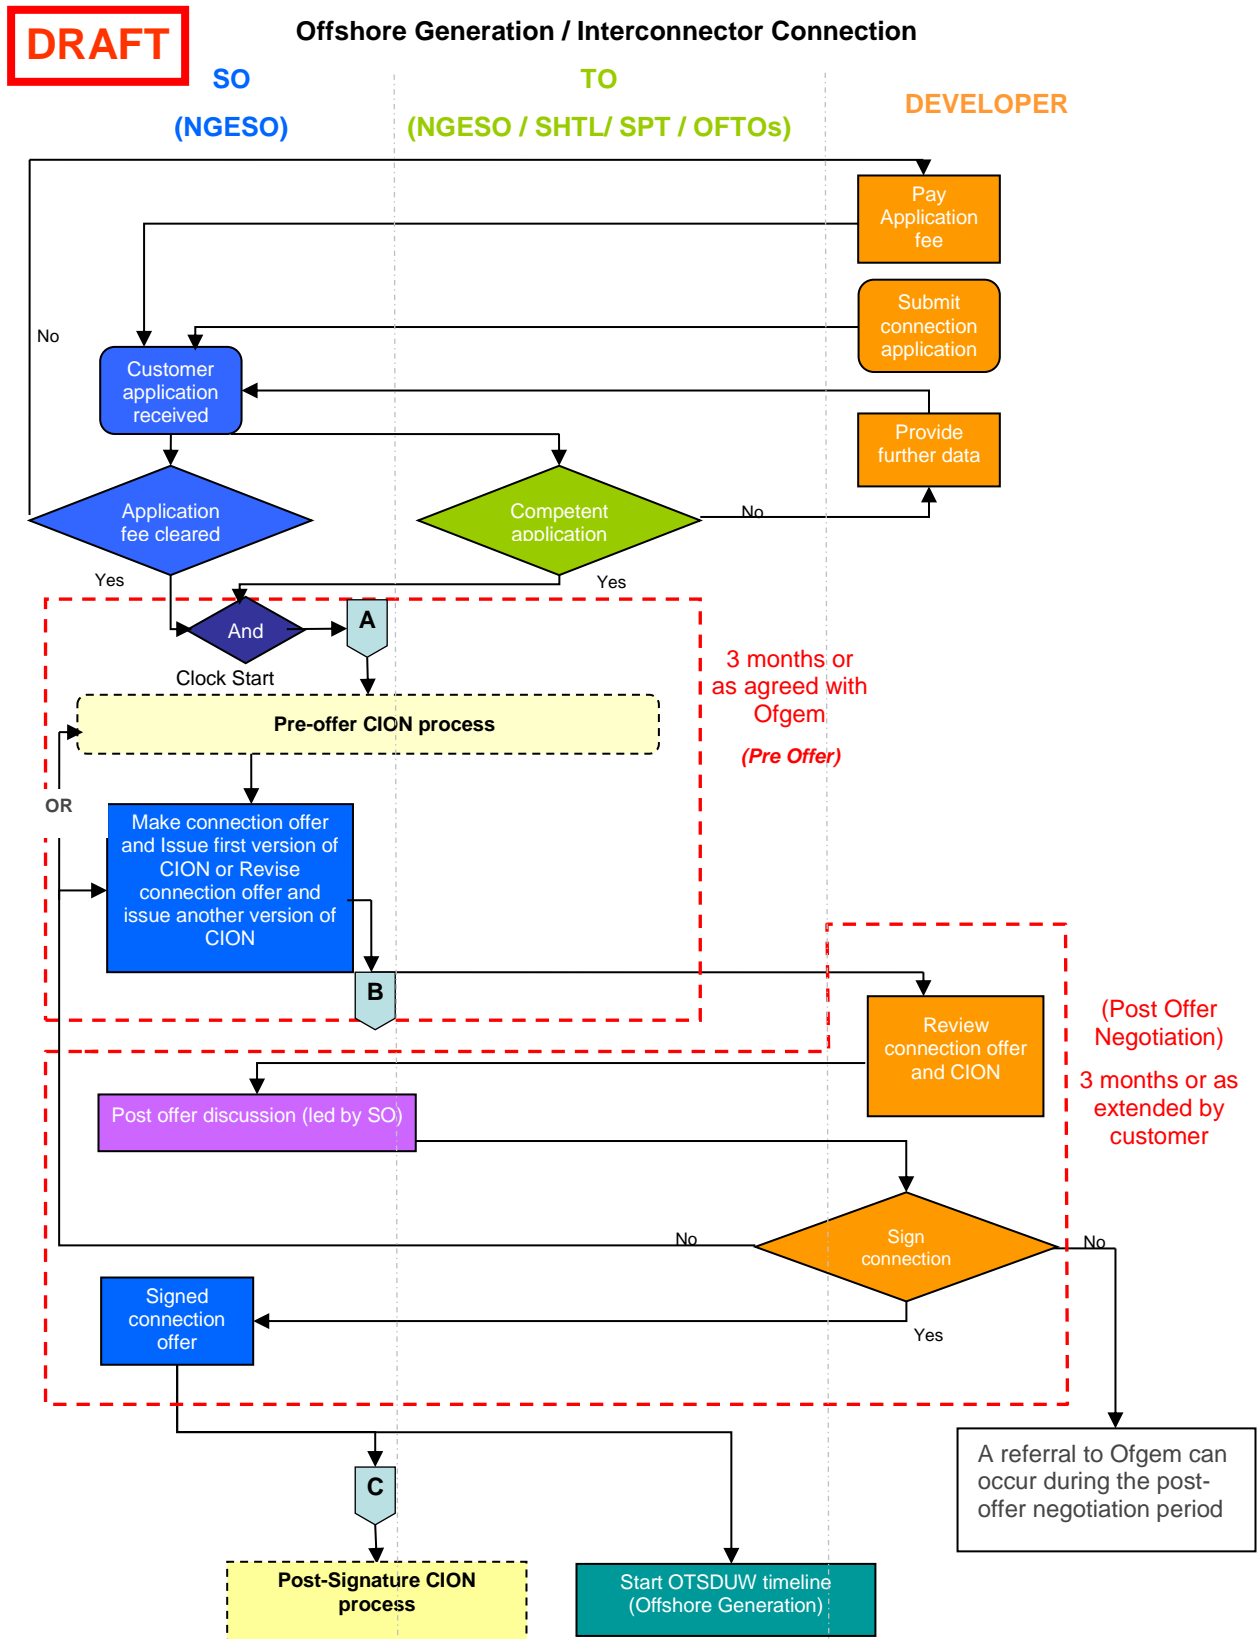 DRAFT
Offshore Generation / Interconnector Connection
SO
(NGESO)
TO
(NGESO / SHTL/ SPT / OFTOs)
DEVELOPER
Pay
Application
fee
Submit
connection
application
No
Customer
application
received
Provide
further data
Application
fee cleared
Competent
application
No
Yes
Yes
And
A
Clock Start
3 months or
as agreed with
Ofgem
(Pre Offer)
Pre-offer CION process
OR
Make connection offer
and Issue first version of
CION or Revise
connection offer and
issue another version of
CION
B
Review
connection offer
and CION
(Post Offer
Negotiation)
3 months or as
extended by
customer
Post offer discussion (led by SO)
No
Sign
connection
No
Signed
connection
offer
Yes
A referral to Ofgem can
occur during the post-
offer negotiation period
C
Post-Signature CION
process
Start OTSDUW timeline
(Offshore Generation)